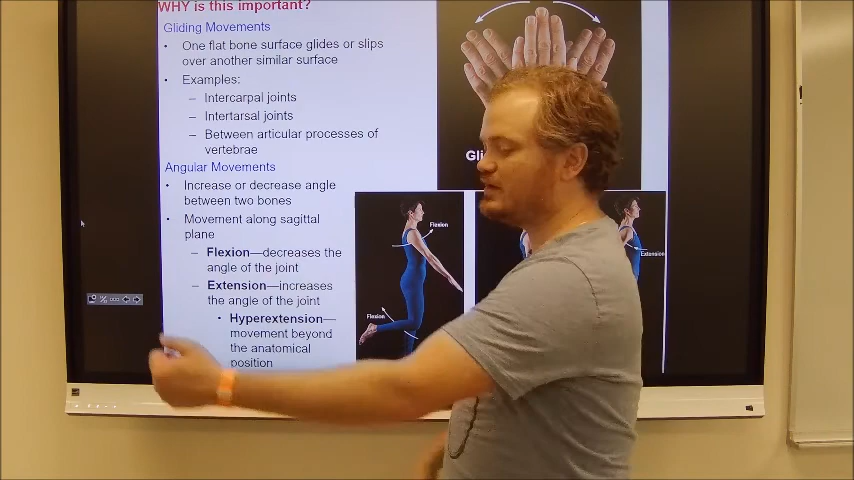 WHY is this important?
Gliding Movements
• One flat bone surface glides or slips
over another similar surface
• Examples:
– Intercarpal joints
– Intertarsal joints
– Between articular processes of
vertebrae
Angular Movements
• Increase or decrease angle
between two bones
• Movement along sagittal
plane
– Flexion—decreases the
angle of the joint
– Extension—increases
the angle of the joint
• Hyperextension—
movement beyond
the anatomical
position
Flexion
Flexion
Extension